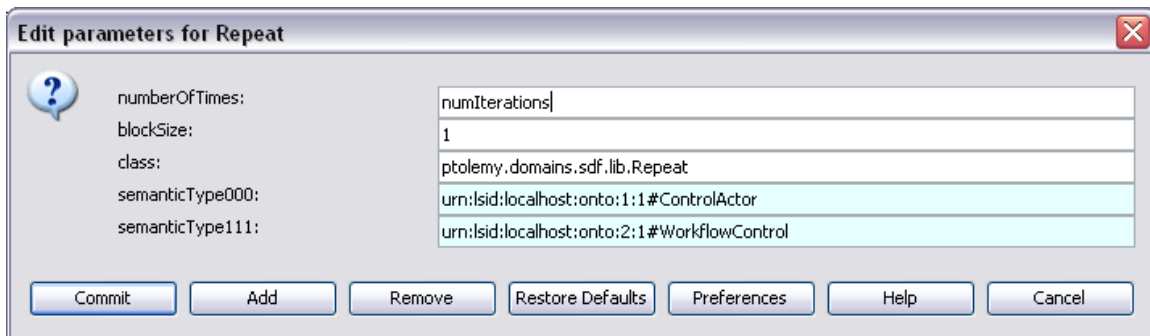 Edit parameters for Repeat
?
numberOfTimes: numIterations
blockSize: 1
class: ptolemy.domains.sdf.lib.Repeat
semanticType000: urn:lsid:localhost:onto:1:1#ControlActor
semanticType111: urn:lsid:localhost:onto:2:1#WorkflowControl
Commit Add Remove Restore Defaults Preferences Help Cancel